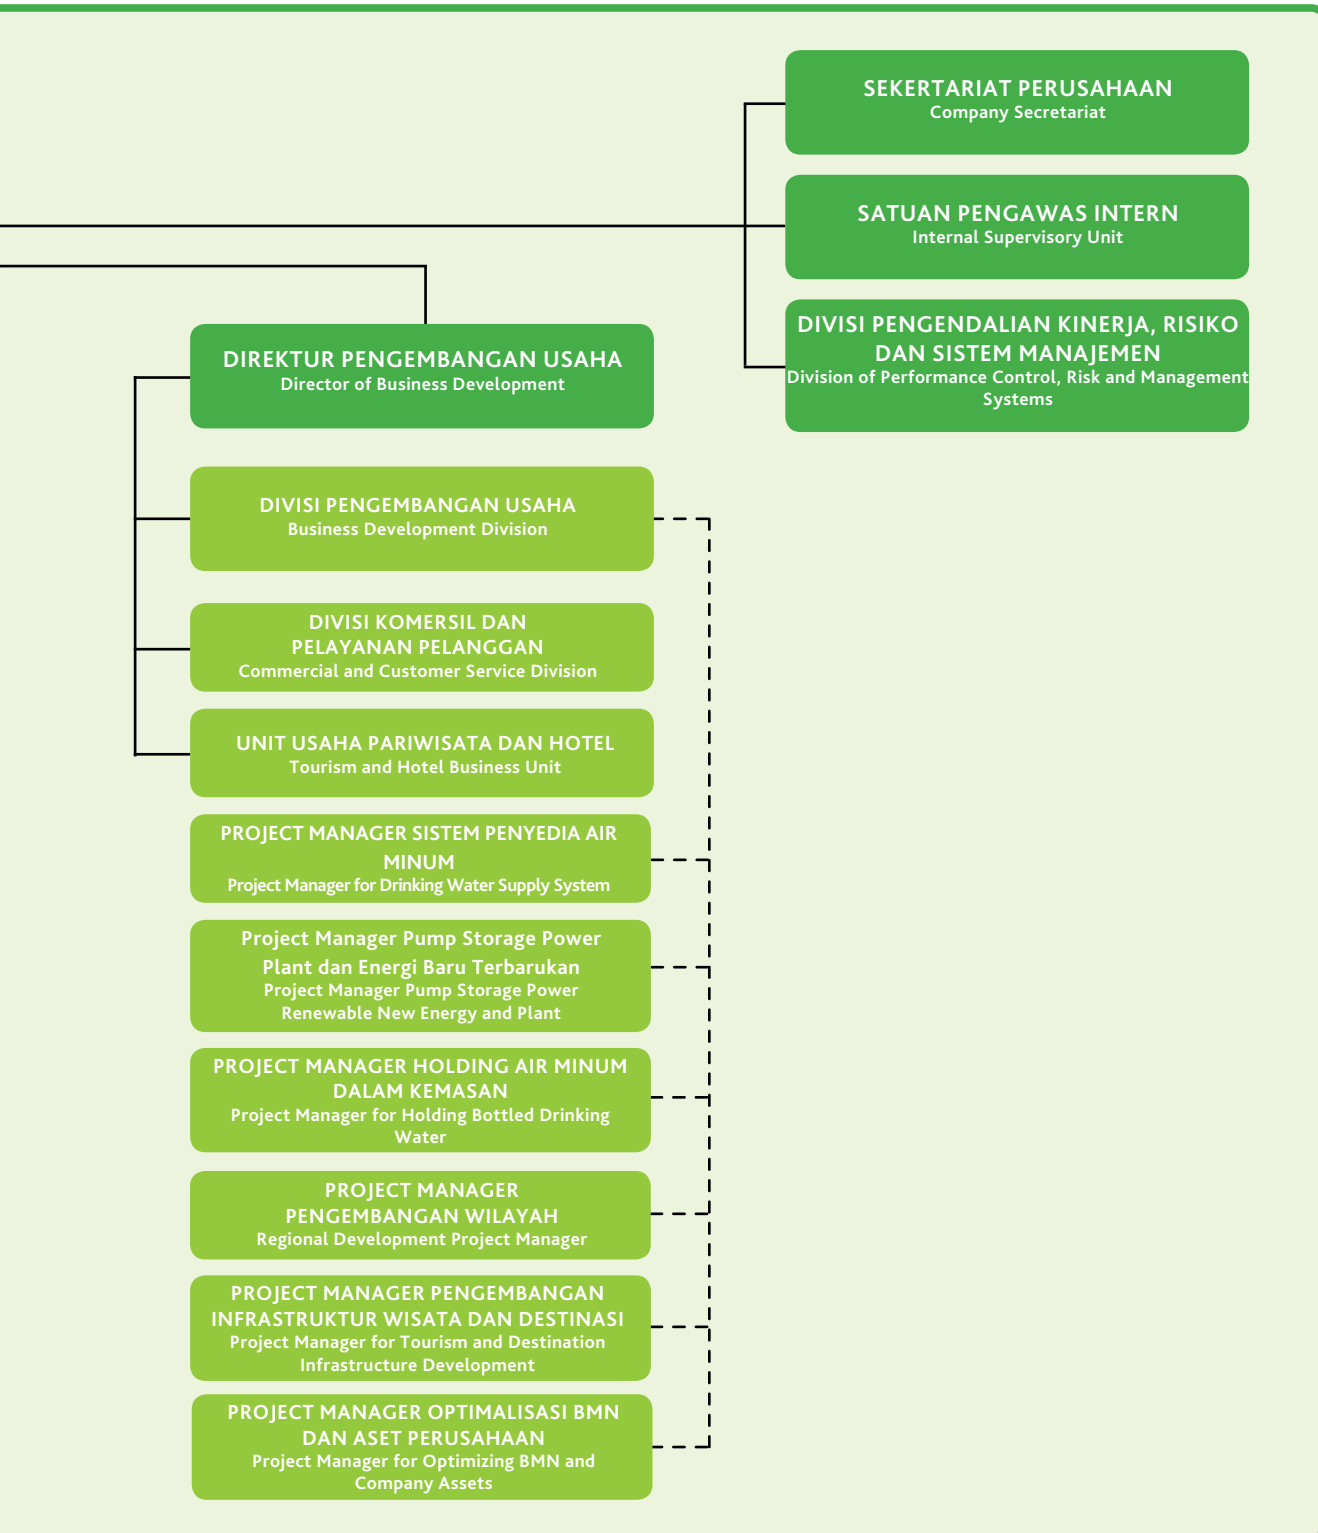 SEKERTARIAT PERUSAHAAN
Company Secretariat
SATUAN PENGAWAS INTERN
Internal Supervisory Unit
DIVISI PENGENDALIAN KINERJA, RISIKO
DAN SISTEM MANAJEMEN
Division of Performance Control, Risk and Management
Systems
DIREKTUR PENGEMBANGAN USAHA
Director of Business Development
DIVISI PENGEMBANGAN USAHA
Business Development Division
DIVISI KOMERSIL DAN
PELAYANAN PELANGGAN
Commercial and Customer Service Division
UNIT USAHA PARIWISATA DAN HOTEL
Tourism and Hotel Business Unit
PROJECT MANAGER SISTEM PENYEDIA AIR
MINUM
Project Manager for Drinking Water Supply System
Project Manager Pump Storage Power
Plant dan Energi Baru Terbarukan
Project Manager Pump Storage Power
Renewable New Energy and Plant
PROJECT MANAGER HOLDING AIR MINUM
DALAM KEMASAN
Project Manager for Holding Bottled Drinking
Water
PROJECT MANAGER
PENGEMBANGAN WILAYAH
Regional Development Project Manager
PROJECT MANAGER PENGEMBANGAN
INFRASTRUKTUR WISATA DAN DESTINASI
Project Manager for Tourism and Destination
Infrastructure Development
PROJECT MANAGER OPTIMALISASI BMN
DAN ASET PERUSAHAAN
Project Manager for Optimizing BMN and
Company Assets